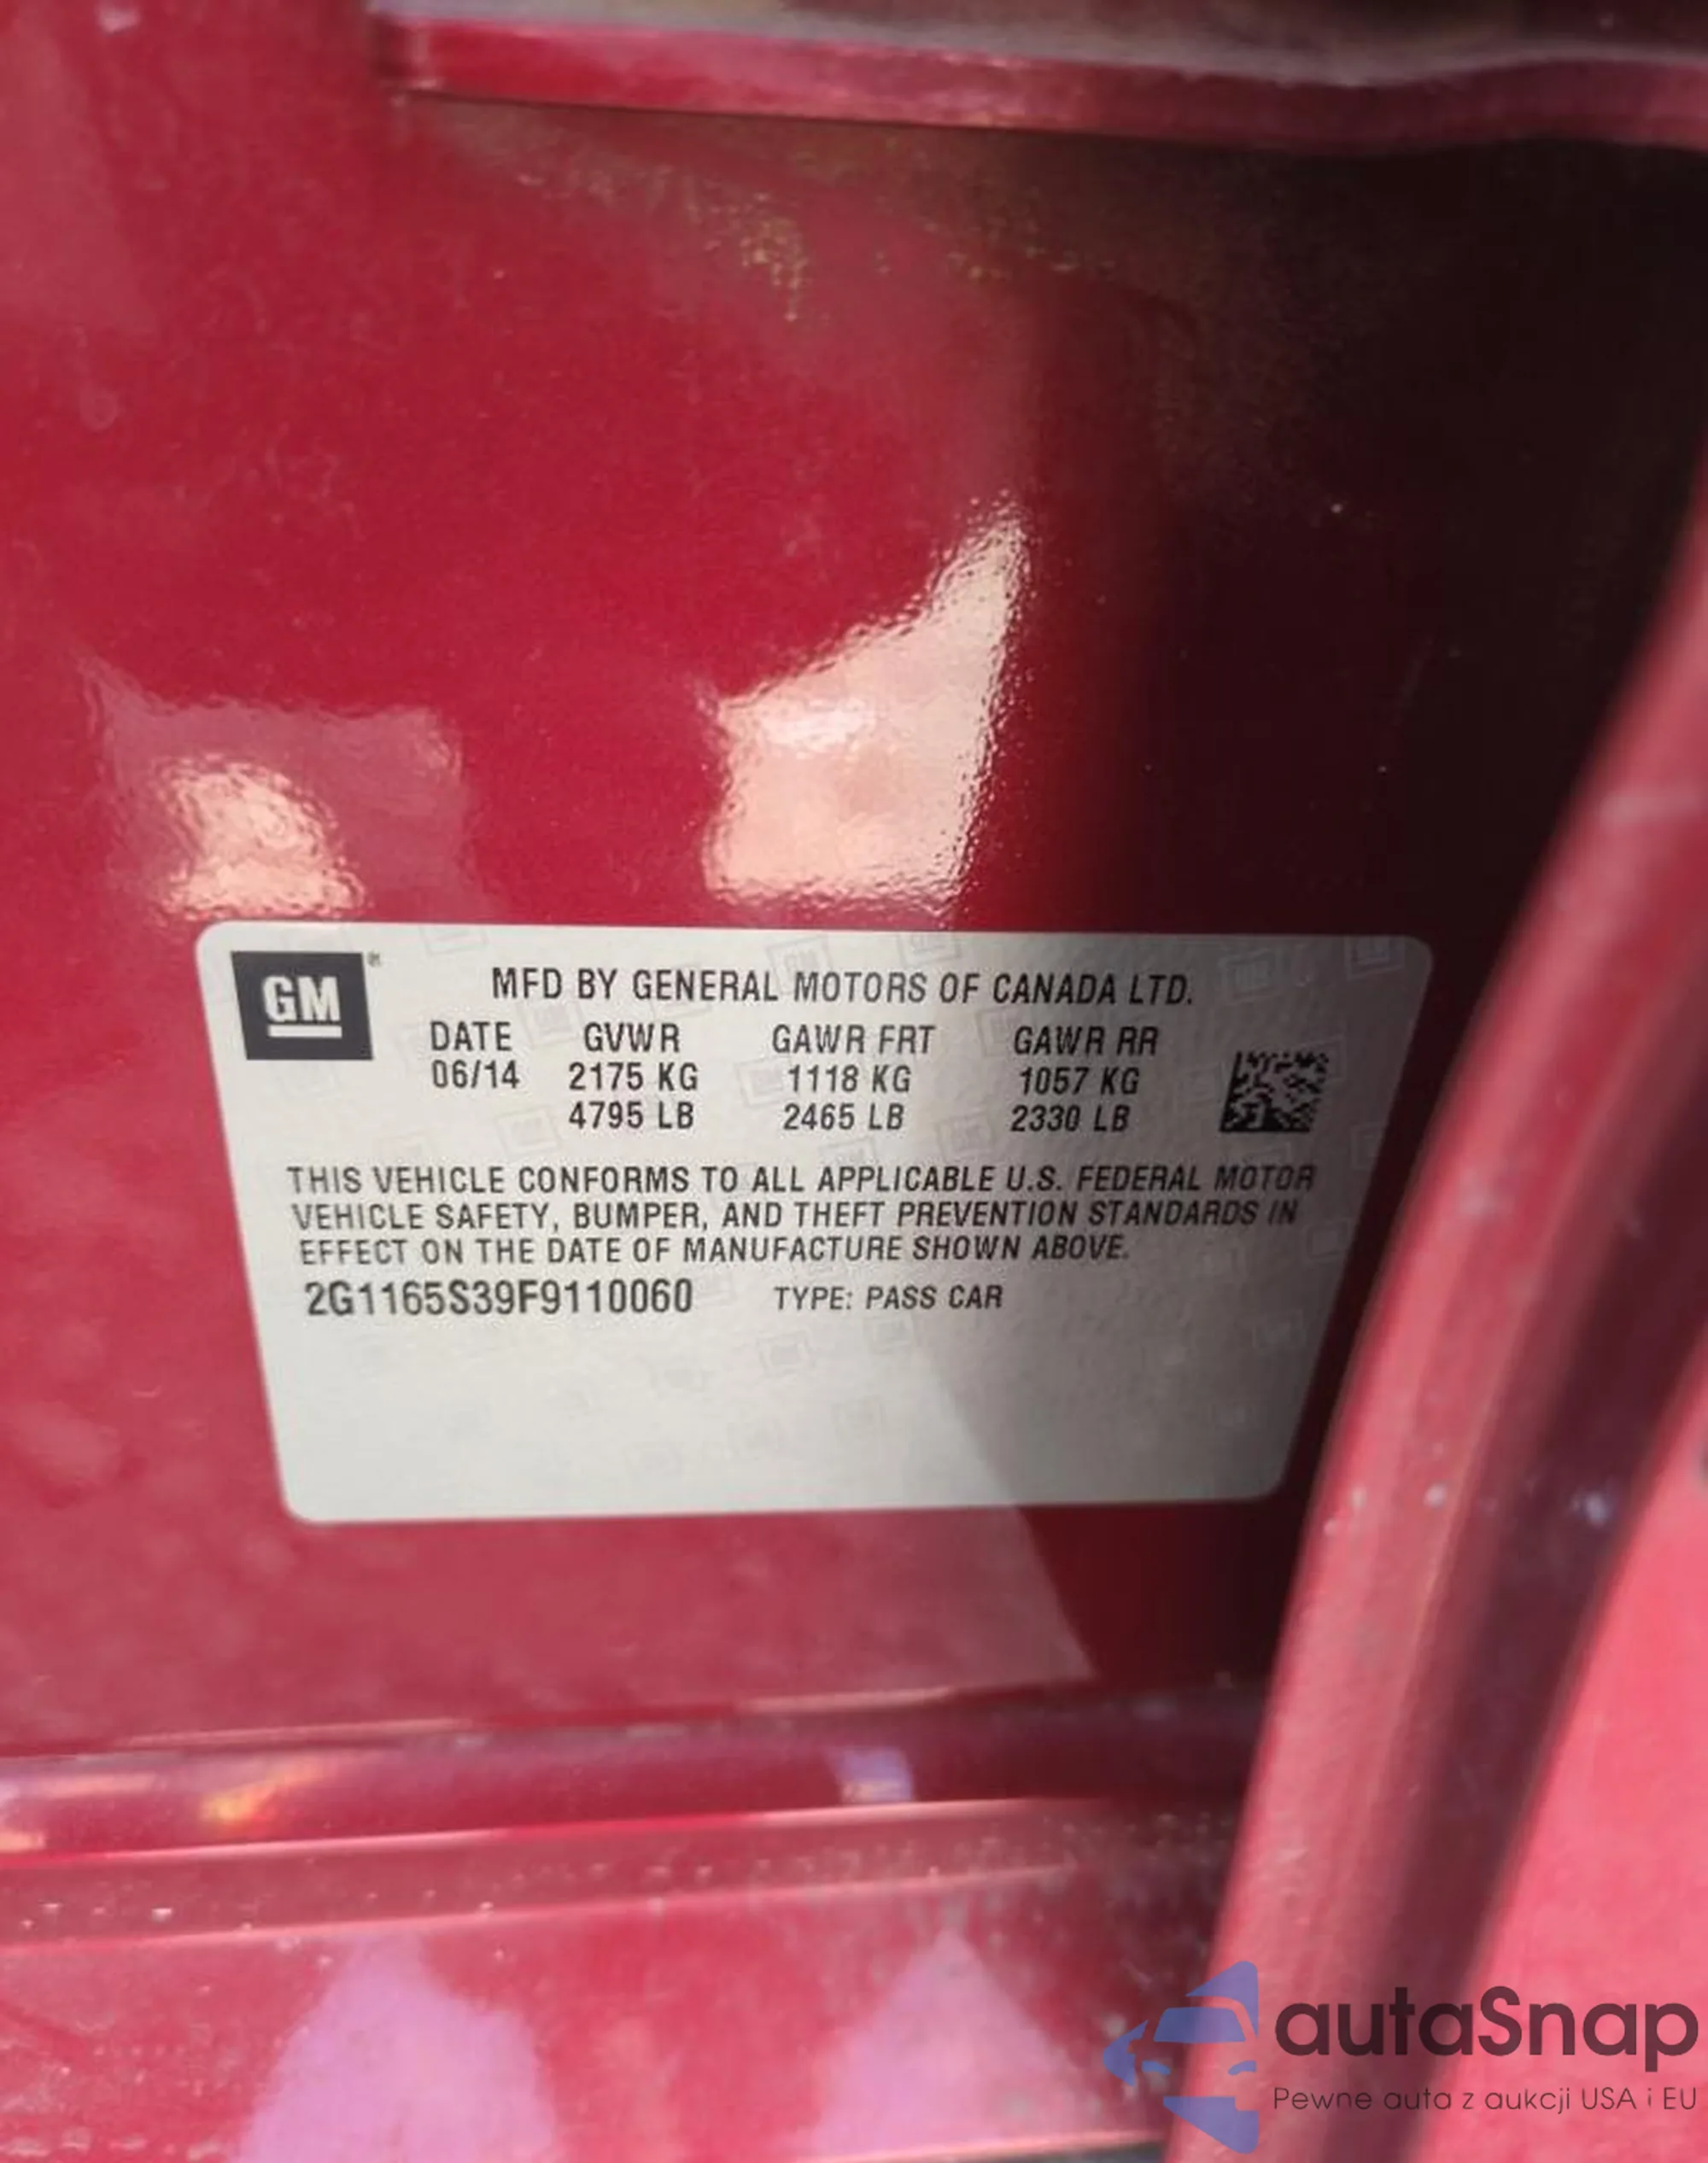 GM ®
MFD BY GENERAL MOTORS OF CANADA LTD.
DATE GVWR GAWR FRT GAWR RR
06/14 2175 KG 1118 KG 1057 KG
4795 LB 2465 LB 2330 LB
THIS VEHICLE CONFORMS TO ALL APPLICABLE U.S. FEDERAL MOTOR
VEHICLE SAFETY, BUMPER, AND THEFT PREVENTION STANDARDS IN
EFFECT ON THE DATE OF MANUFACTURE SHOWN ABOVE.
2G1165S39F9110060 TYPE: PASS CAR
autaSnap
Pewne auta z aukcji USA i EU